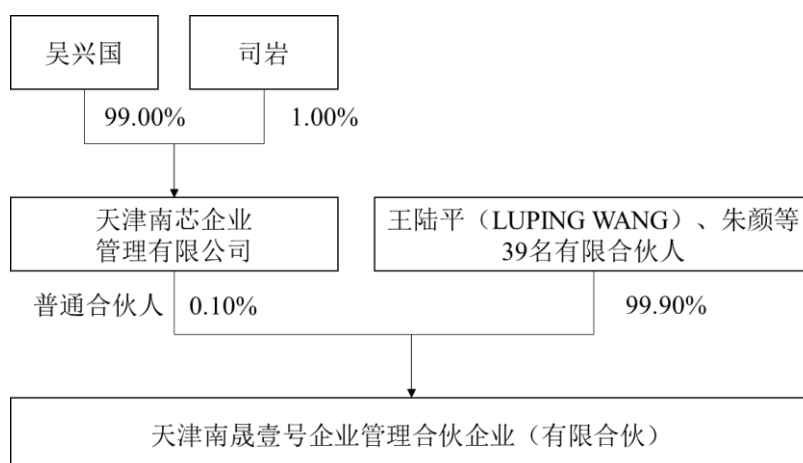 吴兴国
司岩
99.00%
1.00%
天津南芯企业
管理有限公司
王陆平（LUPING WANG）、朱颜等
39名有限合伙人
普通合伙人
0.10%
99.90%
天津南晟壹号企业管理合伙企业（有限合伙）